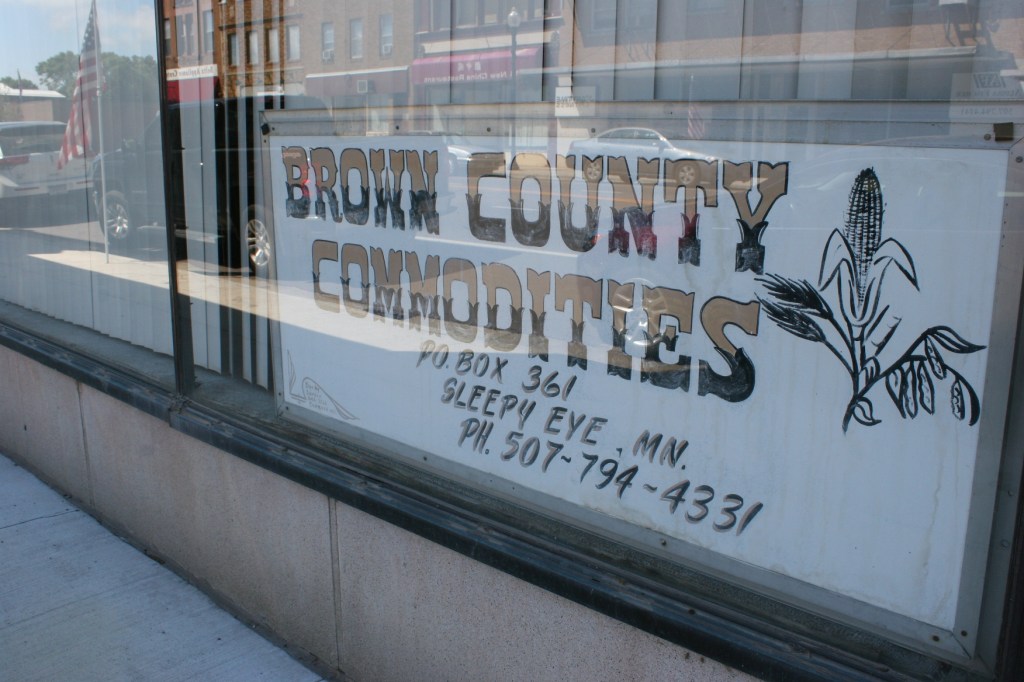 BROWN COUNTY
COMMODITIES
P.O. BOX 361
SLEEPY EYE, MN.
PH. 507-794-4331